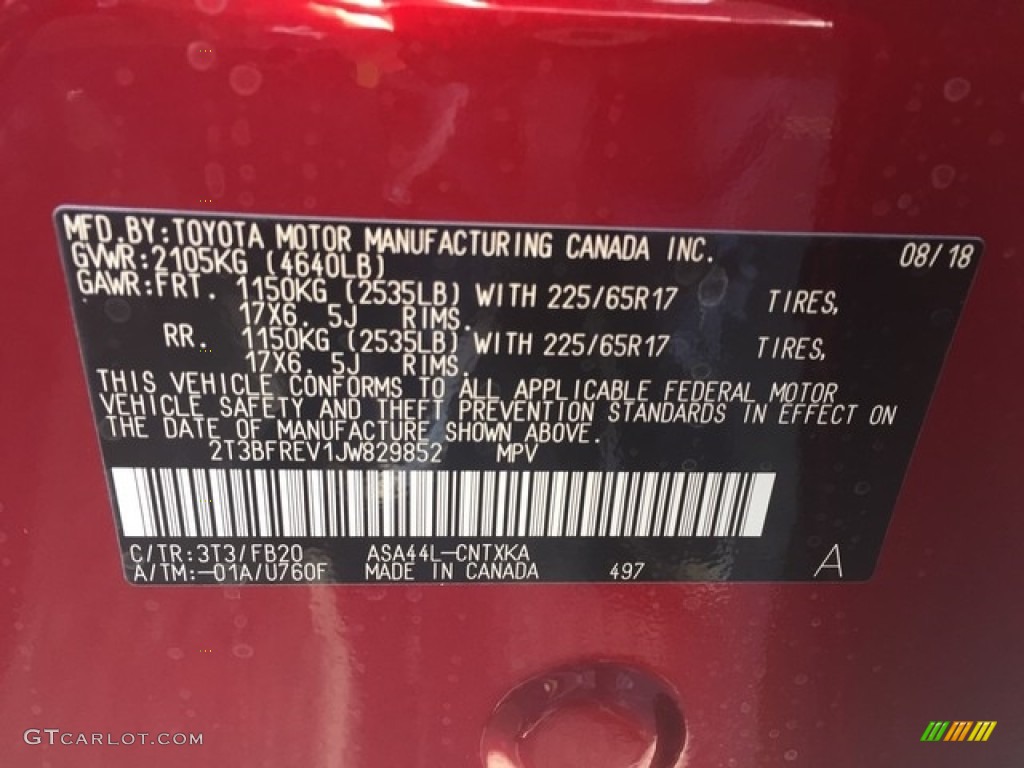 MFD.BY:TOYOTA MOTOR MANUFACTURING CANADA INC. 08/18
GVWR:2105KG (4640LB)
GAWR:FRT. 1150KG (2535LB) WITH 225/65R17 TIRES,
17X6. 5J RIMS.
RR. 1150KG (2535LB) WITH 225/65R17 TIRES,
17X6. 5J RIMS.
THIS VEHICLE CONFORMS TO ALL APPLICABLE FEDERAL MOTOR
VEHICLE SAFETY AND THEFT PREVENTION STANDARDS IN EFFECT ON
THE DATE OF MANUFACTURE SHOWN ABOVE.
2T3BFREV1JW829852 MPV
C/TR:3T3/FB20 ASA44L-CNTXKA
A/TM:-01A/U760F MADE IN CANADA 497 A
GTCARLOT.COM